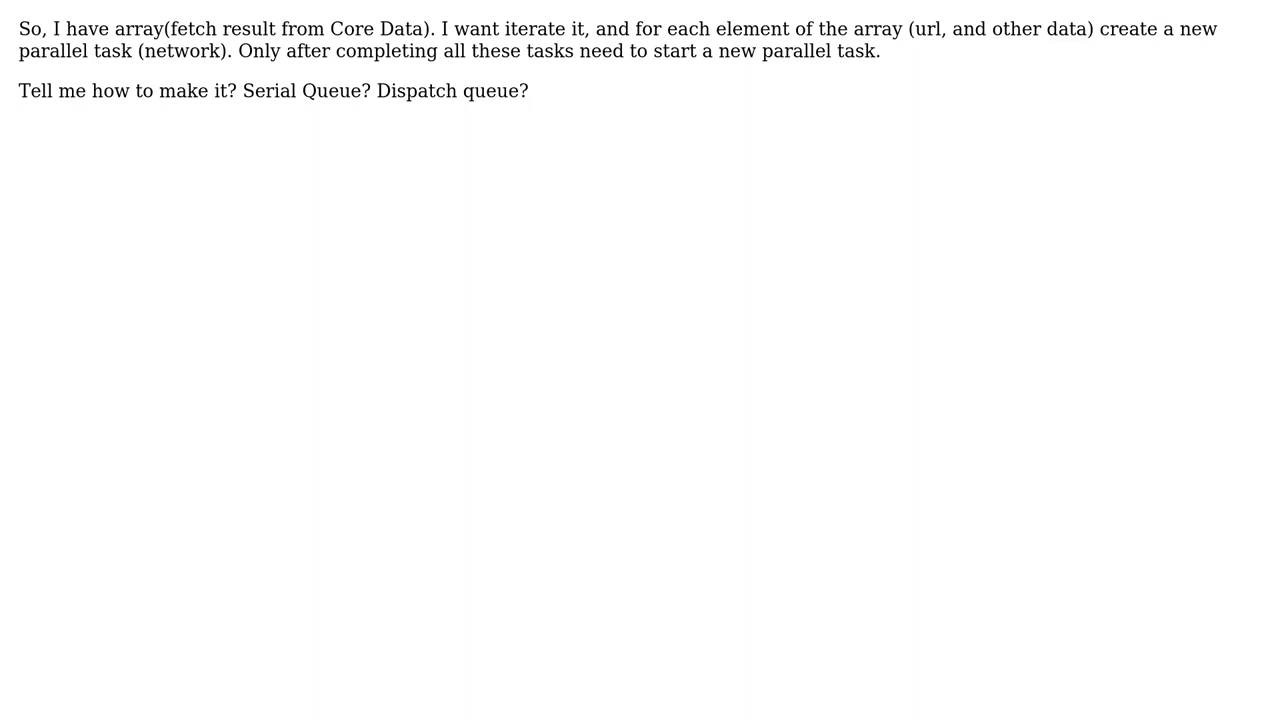 So, I have array(fetch result from Core Data). I want iterate it, and for each element of the array (url, and other data) create a new
parallel task (network). Only after completing all these tasks need to start a new parallel task.
Tell me how to make it? Serial Queue? Dispatch queue?